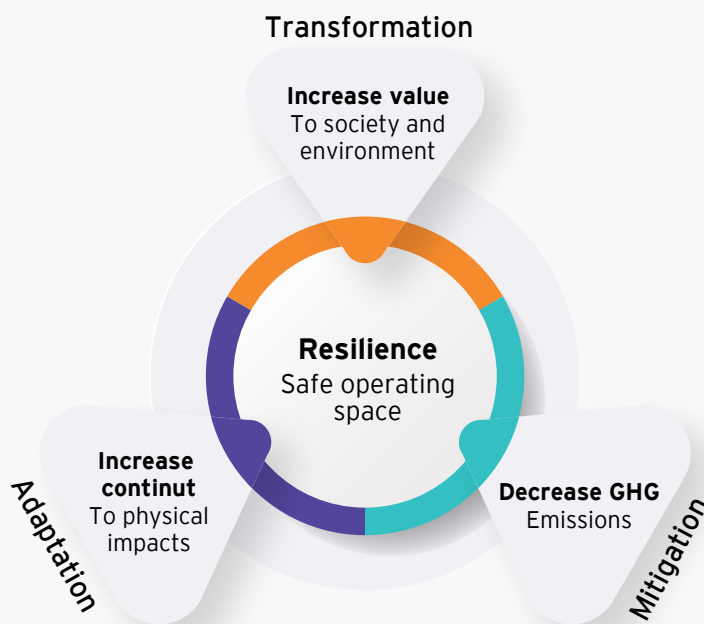 Transformation
Increase value
To society and
environment
Resilience
Safe operating
space
Adaptation
Increase
continut
To physical
impacts
Decrease GHG
Emissions
Mitigation